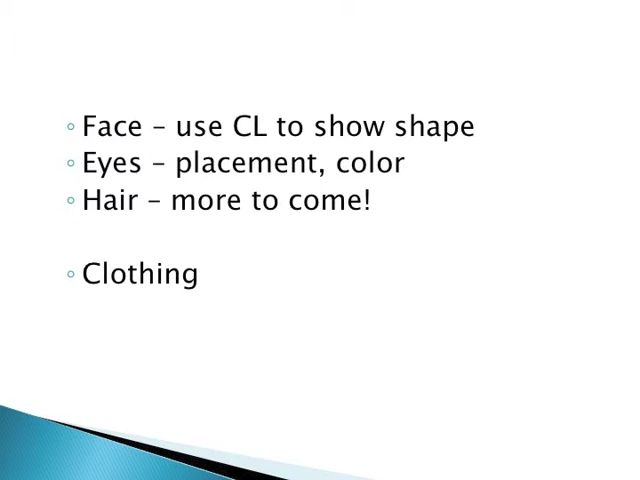 ◦ Face – use CL to show shape
◦ Eyes – placement, color
◦ Hair – more to come!
◦ Clothing